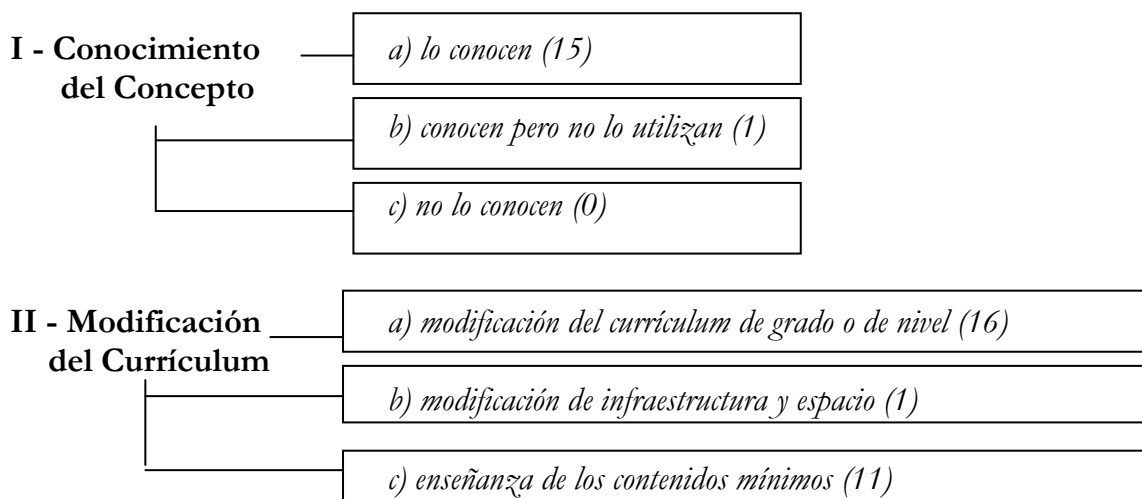 I - Conocimiento
del Concepto
a) lo conocen (15)
b) conocen pero no lo utilizan (1)
c) no lo conocen (0)
II - Modificación
del Currículum
a) modificación del currículum de grado o de nivel (16)
b) modificación de infraestructura y espacio (1)
c) enseñanza de los contenidos mínimos (11)